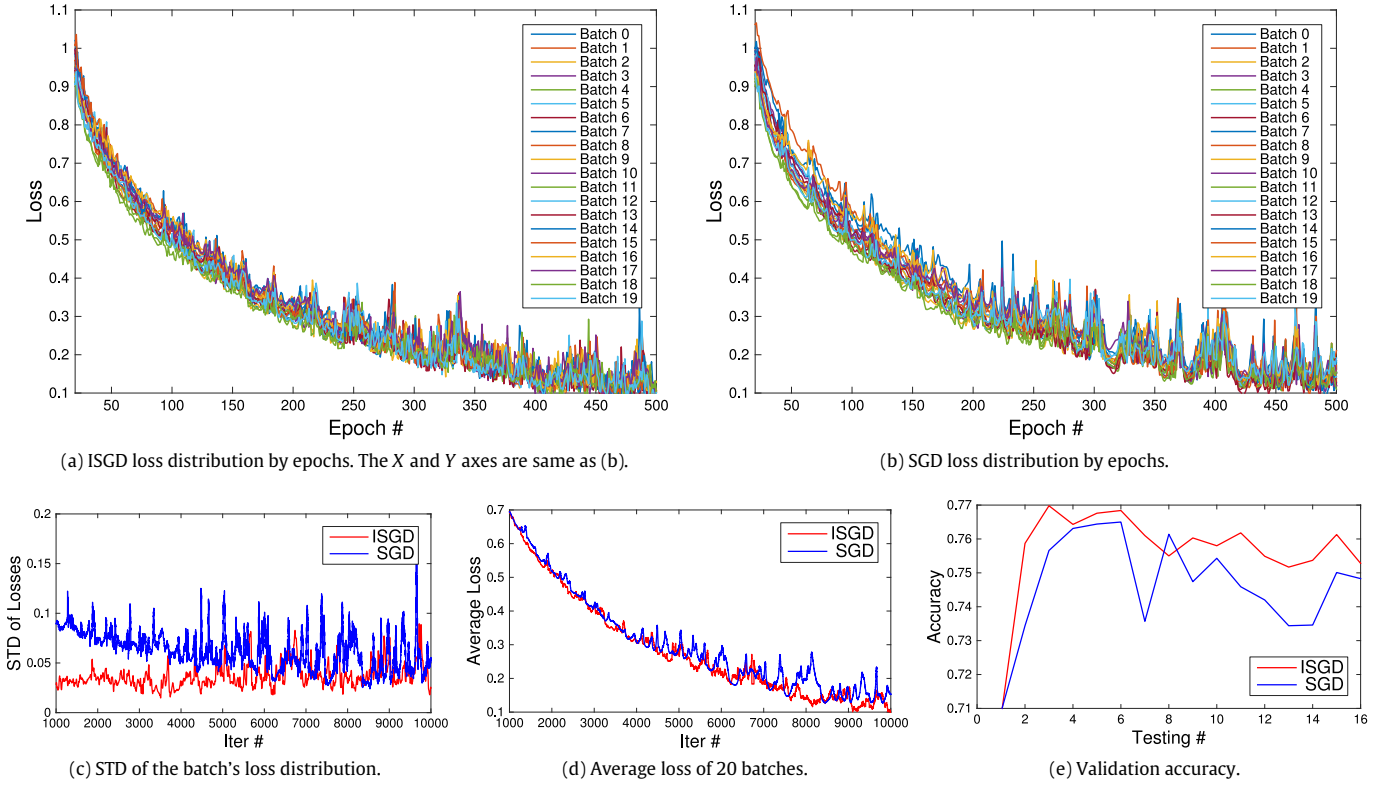 1.1
1
0.9
0.8
0.7
0.6
0.5
0.4
0.3
0.2
0.1
Loss
50 100 150 200 250 300 350 400 450 500
Epoch #
Batch 0
Batch 1
Batch 2
Batch 3
Batch 4
Batch 5
Batch 6
Batch 7
Batch 8
Batch 9
Batch 10
Batch 11
Batch 12
Batch 13
Batch 14
Batch 15
Batch 16
Batch 17
Batch 18
Batch 19
(a) ISGD loss distribution by epochs. The X and Y axes are same as (b).
1.1
1
0.9
0.8
0.7
0.6
0.5
0.4
0.3
0.2
0.1
Loss
50 100 150 200 250 300 350 400 450 500
Epoch #
Batch 0
Batch 1
Batch 2
Batch 3
Batch 4
Batch 5
Batch 6
Batch 7
Batch 8
Batch 9
Batch 10
Batch 11
Batch 12
Batch 13
Batch 14
Batch 15
Batch 16
Batch 17
Batch 18
Batch 19
(b) SGD loss distribution by epochs.
0.2
0.15
0.1
0.05
0
STD of Losses
1000 2000 3000 4000 5000 6000 7000 8000 9000 10000
Iter #
ISGD
SGD
(c) STD of the batch's loss distribution.
0.7
0.6
0.5
0.4
0.3
0.2
0.1
Average Loss
1000 2000 3000 4000 5000 6000 7000 8000 9000 10000
Iter #
ISGD
SGD
(d) Average loss of 20 batches.
0.77
0.76
0.75
0.74
0.73
0.72
0.71
Accuracy
0 2 4 6 8 10 12 14 16
Testing #
ISGD
SGD
(e) Validation accuracy.